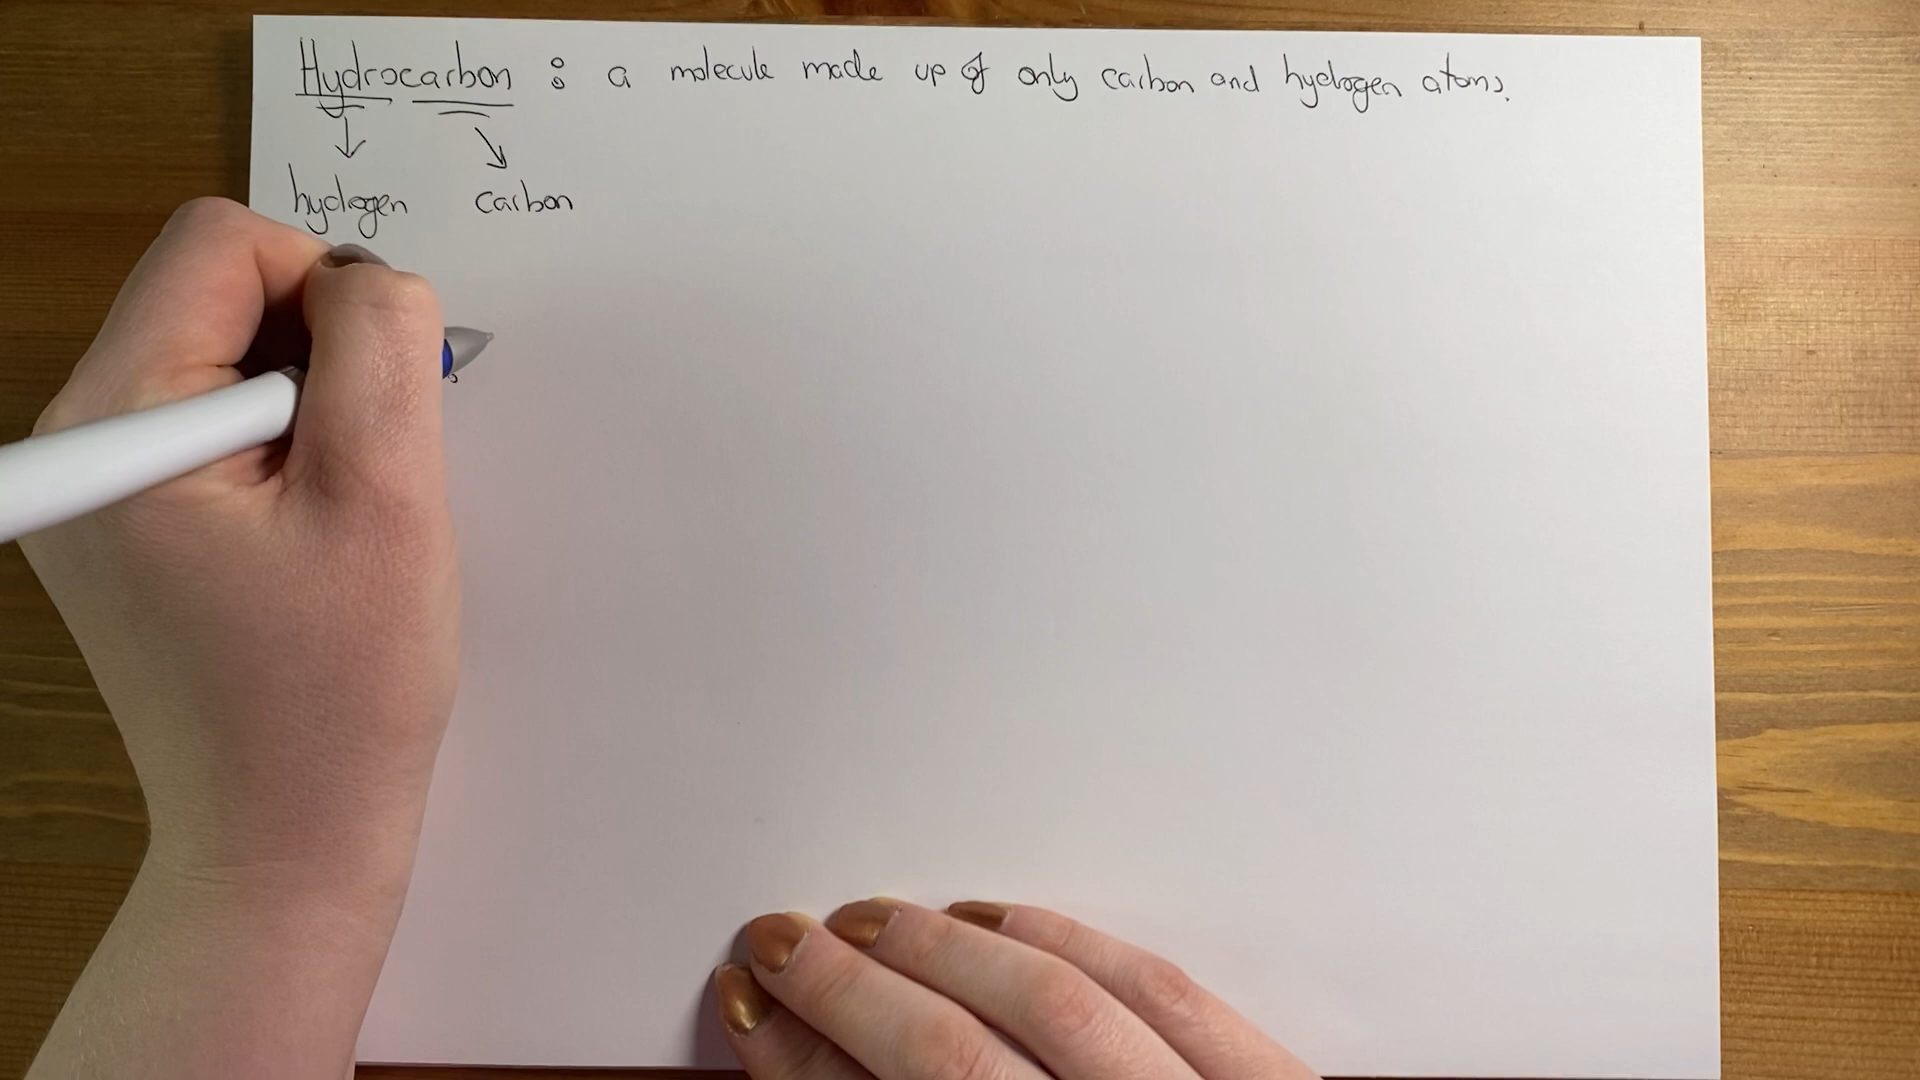 Hydrocarbon : a molecule made up of only carbon and hydrogen atoms.
hydrogen carbon